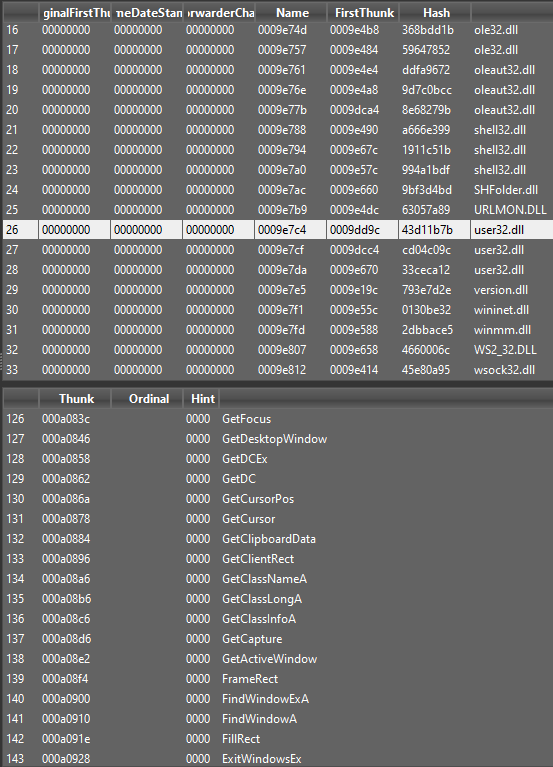 ginalFirstThu neDateStam orwarderCha Name FirstThunk Hash
16 00000000 00000000 00000000 0009e74d 0009e4b8 368bdd1b ole32.dll
17 00000000 00000000 00000000 0009e757 0009e484 59647852 ole32.dll
18 00000000 00000000 00000000 0009e761 0009e4e4 ddfa9672 oleaut32.dll
19 00000000 00000000 00000000 0009e76e 0009e4a8 9d7c0bcc oleaut32.dll
20 00000000 00000000 00000000 0009e77b 0009dca4 8e68279b oleaut32.dll
21 00000000 00000000 00000000 0009e788 0009e490 a666e399 shell32.dll
22 00000000 00000000 00000000 0009e794 0009e67c 1911c51b shell32.dll
23 00000000 00000000 00000000 0009e7a0 0009e57c 994a1bdf shell32.dll
24 00000000 00000000 00000000 0009e7ac 0009e660 9bf3d4bd SHFolder.dll
25 00000000 00000000 00000000 0009e7b9 0009e4dc 63057a89 URLMON.DLL
26 00000000 00000000 00000000 0009e7c4 0009dd9c 43d11b7b user32.dll
27 00000000 00000000 00000000 0009e7cf 0009dcc4 cd04c09c user32.dll
28 00000000 00000000 00000000 0009e7da 0009e670 33ceca12 user32.dll
29 00000000 00000000 00000000 0009e7e5 0009e19c 793e7d2e version.dll
30 00000000 00000000 00000000 0009e7f1 0009e55c 0130be32 wininet.dll
31 00000000 00000000 00000000 0009e7fd 0009e588 2dbbace5 winmm.dll
32 00000000 00000000 00000000 0009e807 0009e658 4660006c WS2_32.DLL
33 00000000 00000000 00000000 0009e812 0009e414 45e80a95 wsock32.dll
Thunk Ordinal Hint
126 000a083c 0000 GetFocus
127 000a0846 0000 GetDesktopWindow
128 000a0858 0000 GetDCEx
129 000a0862 0000 GetDC
130 000a086a 0000 GetCursorPos
131 000a0878 0000 GetCursor
132 000a0884 0000 GetClipboardData
133 000a0896 0000 GetClientRect
134 000a08a6 0000 GetClassNameA
135 000a08b6 0000 GetClassLongA
136 000a08c6 0000 GetClassInfoA
137 000a08d6 0000 GetCapture
138 000a08e2 0000 GetActiveWindow
139 000a08f4 0000 FrameRect
140 000a0900 0000 FindWindowExA
141 000a0910 0000 FindWindowA
142 000a091e 0000 FillRect
143 000a0928 0000 ExitWindowsEx